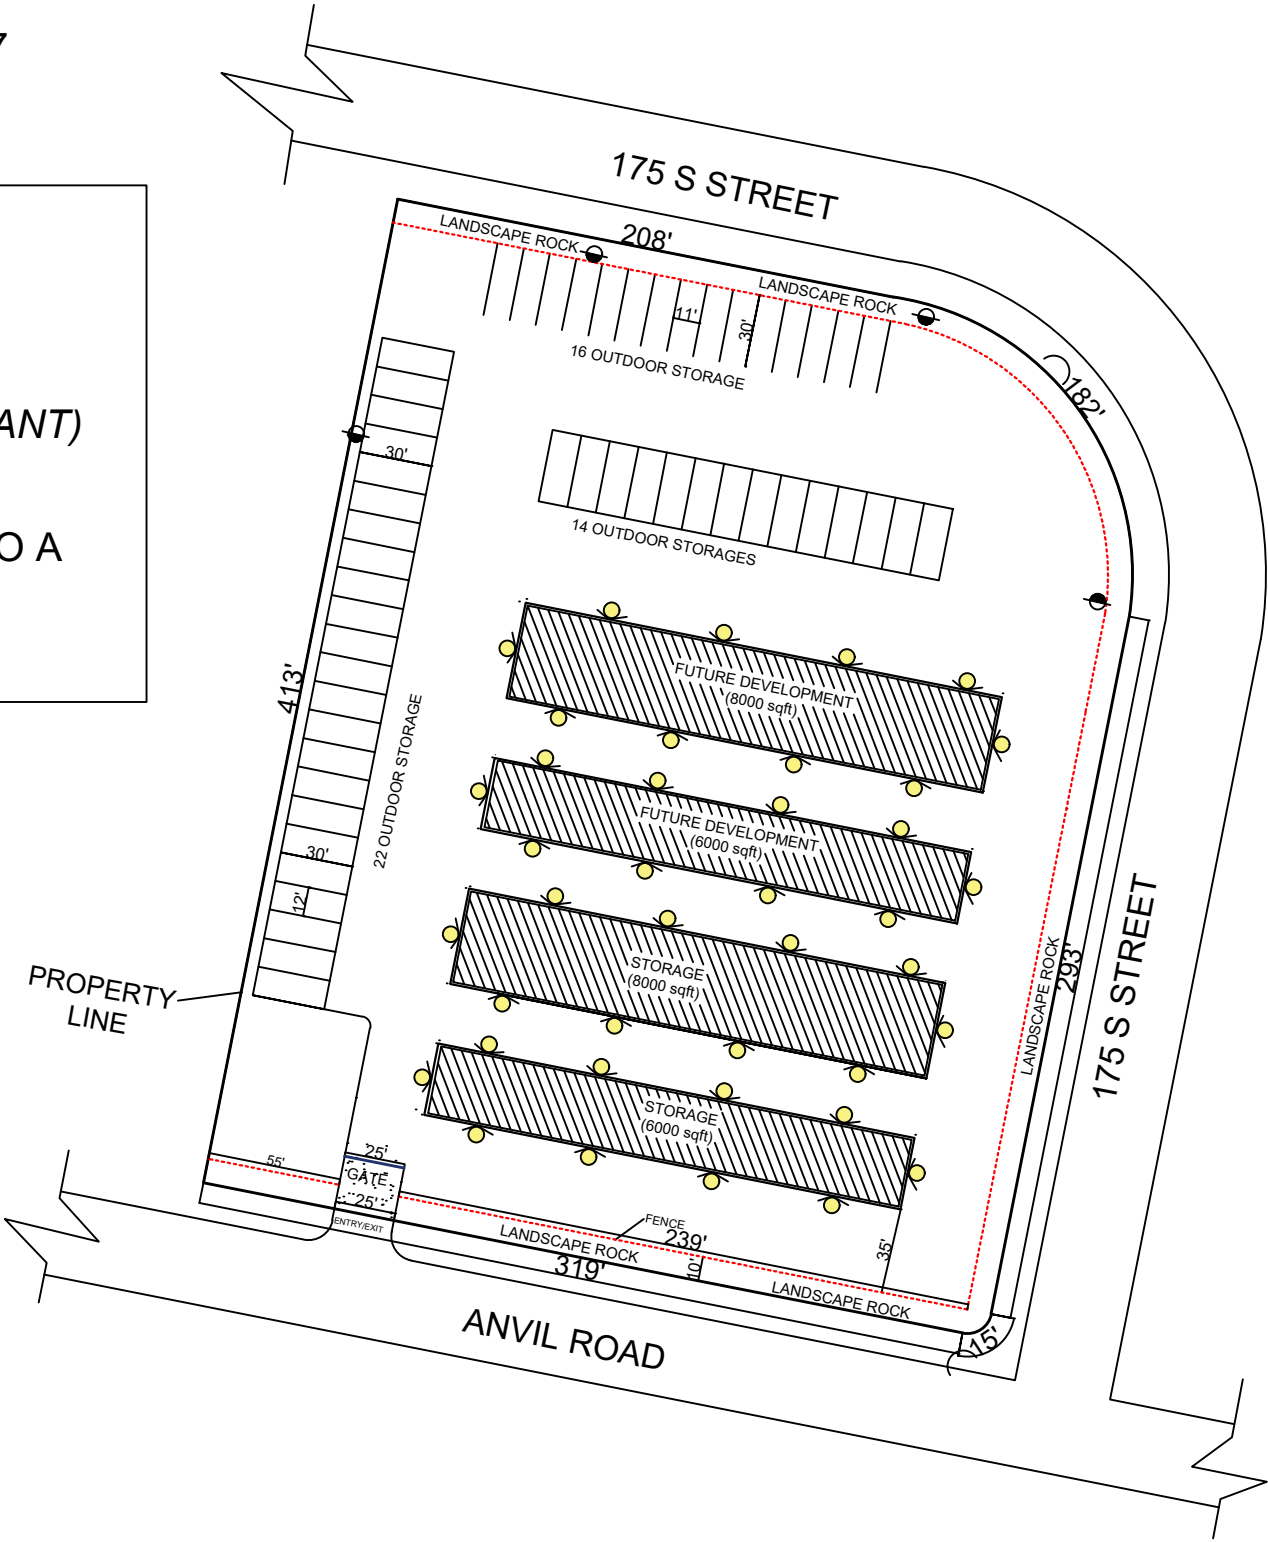 ANT)
O A
175 S STREET
LANDSCAPE ROCK
208'
LANDSCAPE ROCK
11'
30'
16 OUTDOOR STORAGE
182'
30'
14 OUTDOOR STORAGES
413'
FUTURE DEVELOPMENT
(8000 sqft)
22 OUTDOOR STORAGE
FUTURE DEVELOPMENT
(6000 sqft)
30'
12'
STORAGE
(8000 sqft)
LANDSCAPE ROCK
293'
175 S STREET
PROPERTY
LINE
STORAGE
(6000 sqft)
55'
25'
GATE
25'
ENTRY/EXIT
FENCE
LANDSCAPE ROCK
239'
319'
10'
35'
LANDSCAPE ROCK
15'
ANVIL ROAD